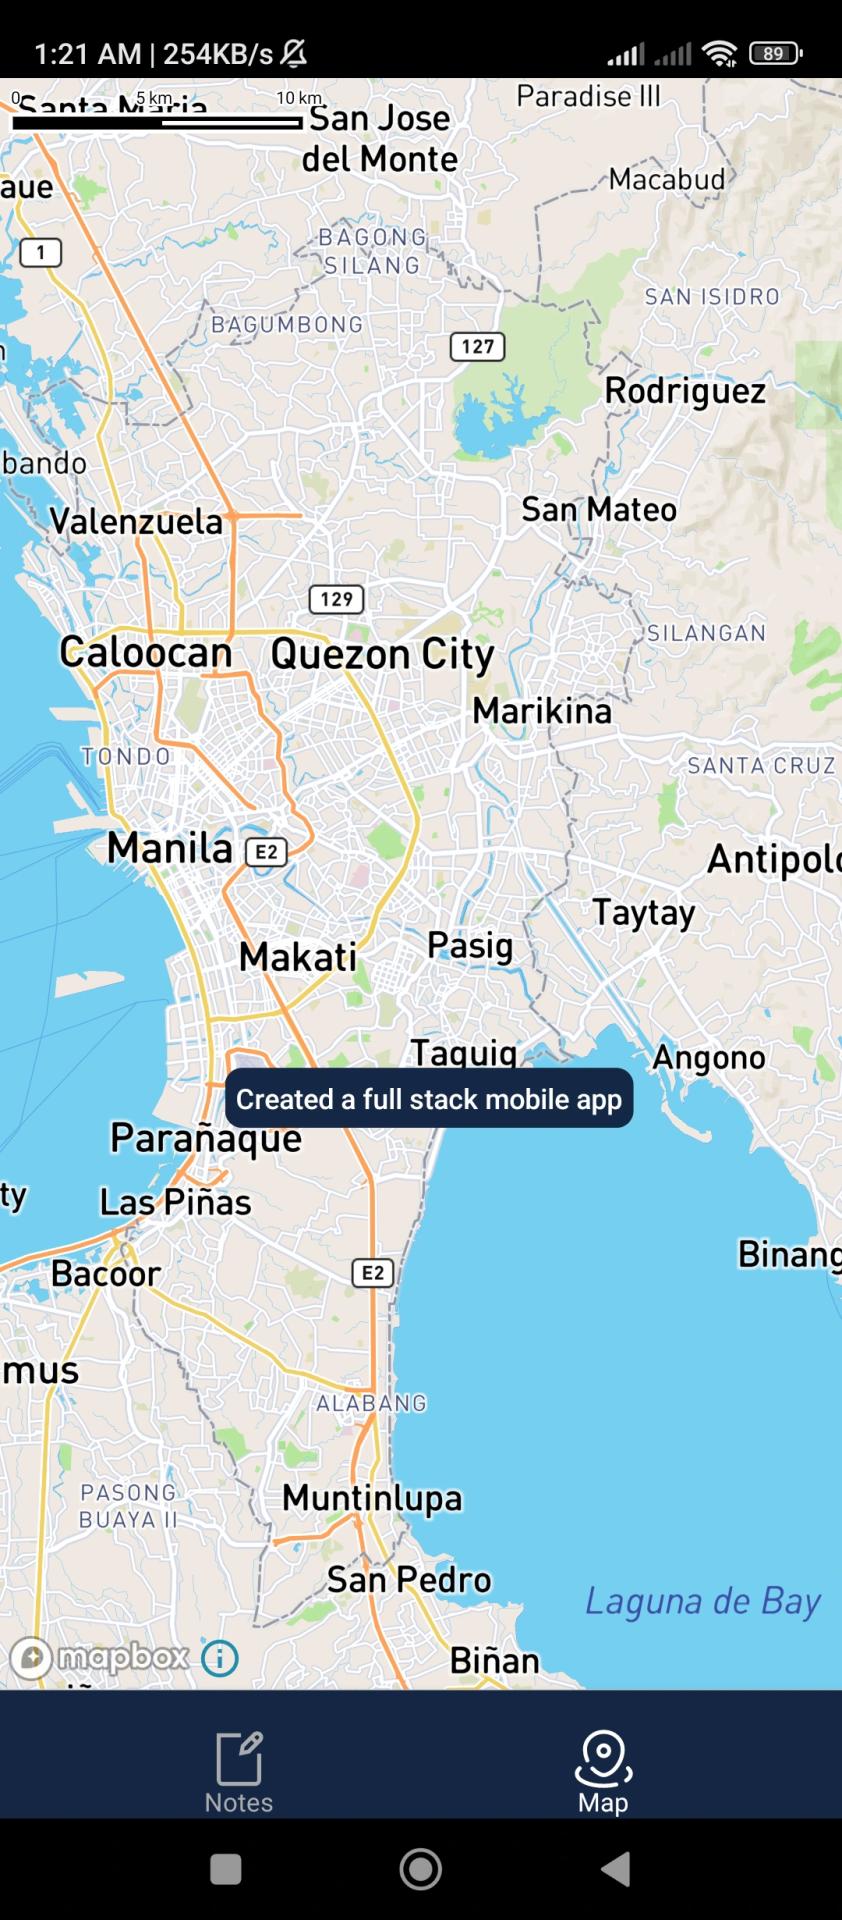 1:21 AM | 254KB/s
89
0 5 km 10 km
Santa Maria
Paradise III
San Jose
del Monte
Macabud
aue
1
BAGONG
SILANG
SAN ISIDRO
BAGUMBONG
127
Rodriguez
bando
San Mateo
Valenzuela
129
SILANGAN
Caloocan
Quezon City
Marikina
TONDO
SANTA CRUZ
Manila
E2
Antipolo
Taytay
Makati
Pasig
Taguig
Angono
Created a full stack mobile app
Parañaque
ty
Las Piñas
Binang
Bacoor
E2
mus
ALABANG
PASONG
BUAYA II
Muntinlupa
San Pedro
Laguna de Bay
mapbox
Biñan
Notes
Map